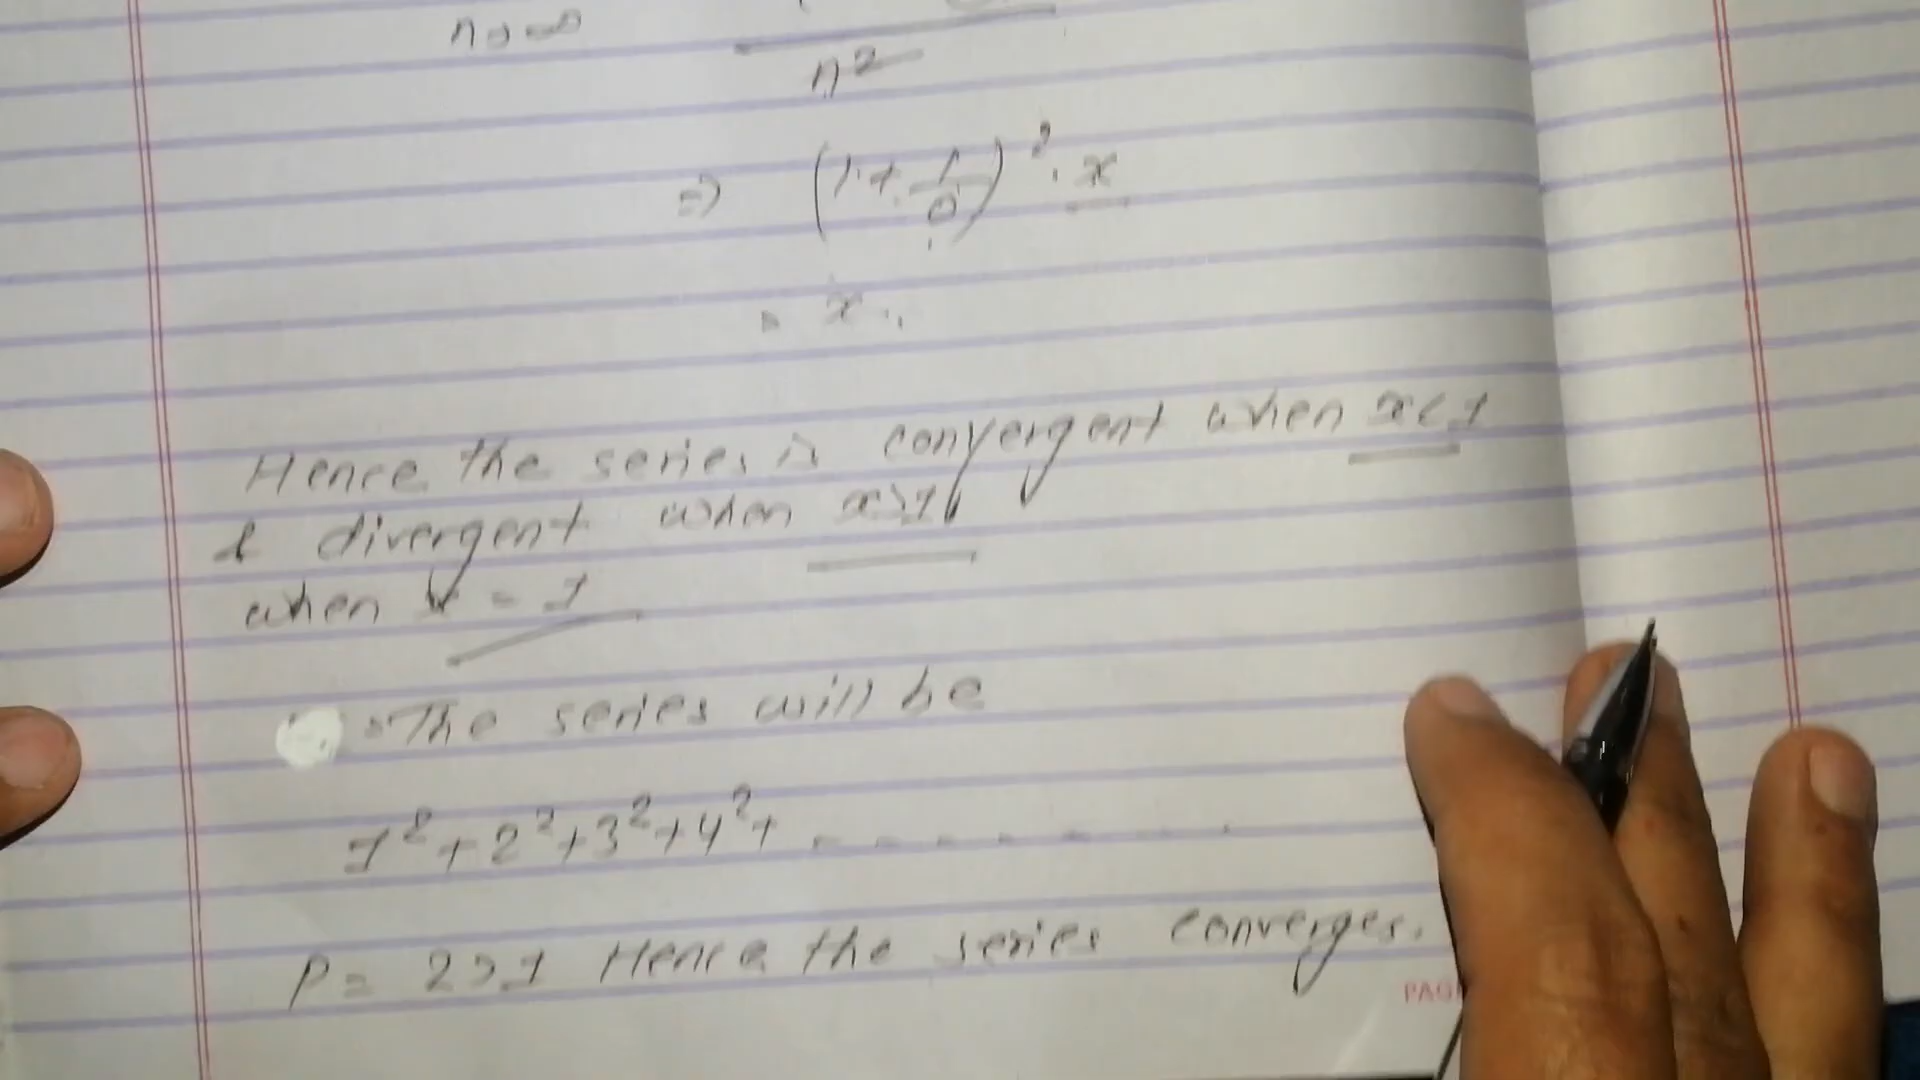 n→∞
n²
⇒ (1+1/0)² . x
= x.
Hence the series is convergent when x<1
& divergent when x>1
when x = 1
The series will be
1² + 2² + 3² + 4² + - - - - - - -
P = 2>1 Hence the series converges.
PAG